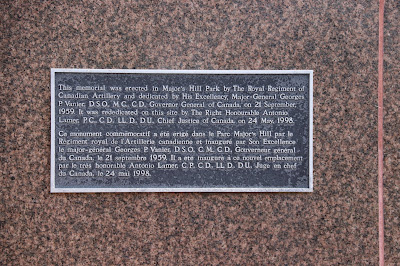 This memorial was erected in Major's Hill Park by The Royal Regiment of
Canadian Artillery and dedicated by His Excellency, Major-General Georges
P. Vanier, D.S.O., M.C., C.D., Governor General of Canada, on 21 September,
1959. It was rededicated on this site by The Right Honourable Antonio
Lamer, P.C., C.D., LL.D., D.U., Chief Justice of Canada, on 24 May, 1998.
Ce monument commémoratif a été érigé dans le Parc Major's Hill par le
Régiment royal de l'Artillerie canadienne et inauguré par Son Excellence
le major-général Georges P. Vanier, D.S.O., C.M., C.D., Gouverneur général
du Canada, le 21 septembre 1959. Il a été inauguré à ce nouvel emplacement
par le très honorable Antonio Lamer, C.P., C.D., LL.D., D.U., Juge en chef
du Canada, le 24 mai 1998.